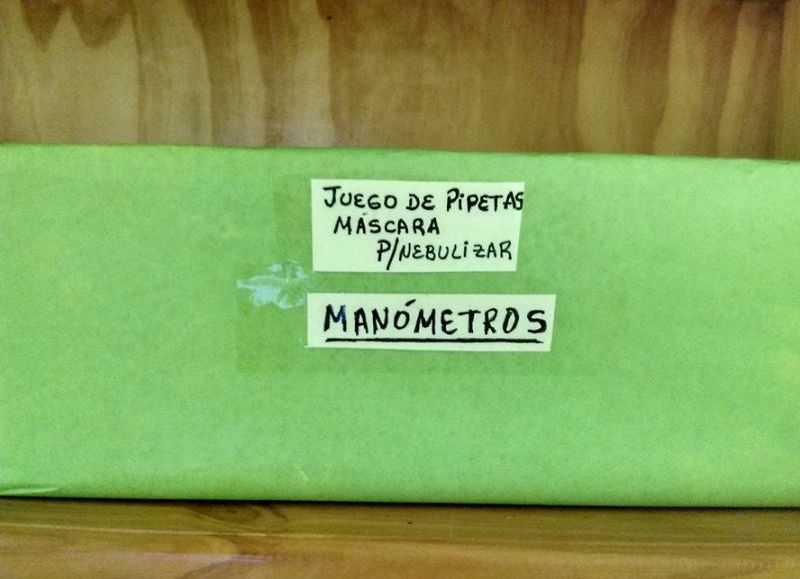 JUEGO DE PIPETAS
MÁSCARA
P/NEBULIZAR
MANÓMETROS